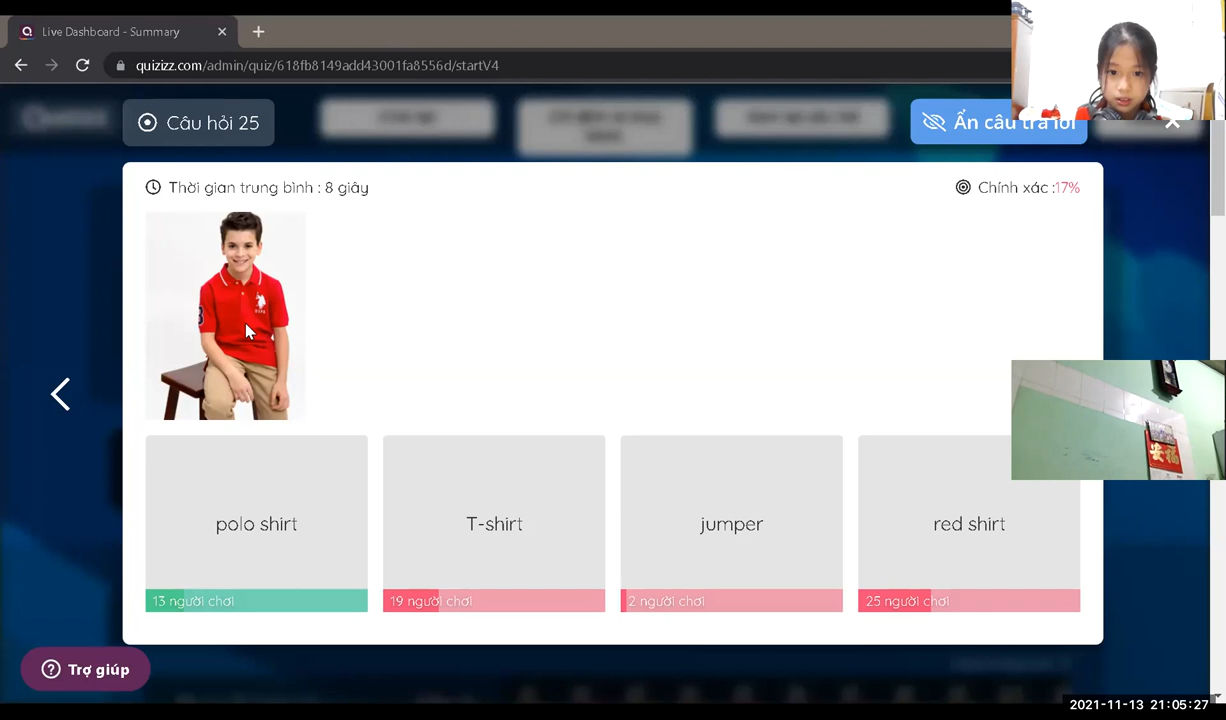 Live Dashboard - Summary
quizizz.com/admin/quiz/618fb8149add43001fa8556d/startV4
Câu hỏi 25
Ẩn câu trả lời
Thời gian trung bình : 8 giây
Chính xác :17%
polo shirt
T-shirt
jumper
red shirt
13 người chơi
19 người chơi
2 người chơi
25 người chơi
安福
Trợ giúp
2021-11-13 21:05:27